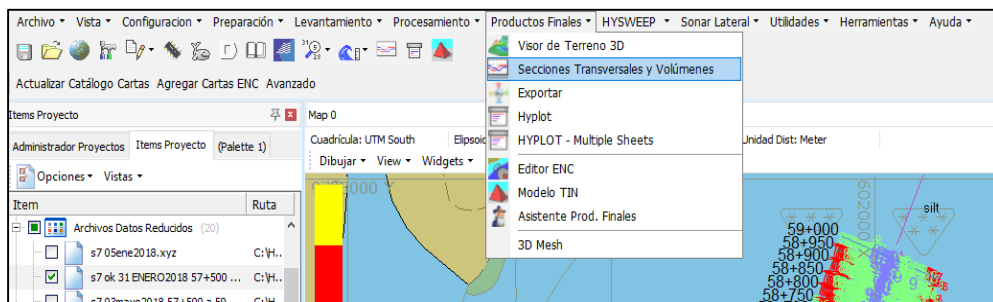 Archivo Vista Configuracion Preparación Levantamiento Procesamiento Productos Finales HYSWEEP Sonar Lateral Utilidades Herramientas Ayuda
Visor de Terreno 3D
Secciones Transversales y Volúmenes
Exportar
Hyplot
HYPLOT - Multiple Sheets
Editor ENC
Modelo TIN
Asistente Prod. Finales
3D Mesh
Actualizar Catálogo Cartas Agregar Cartas ENC Avanzado
Items Proyecto
Map 0
Administrador Proyectos Items Proyecto (Palette 1)
Cuadrícula: UTM South Elipsoid
Unidad Dist: Meter
Opciones Vistas
Dibujar View Widgets
Item Ruta
Archivos Datos Reducidos (20)
s7 05ene2018.xyz C:\H...
s7 ok 31 ENERO2018 57+500 ... C:\H...
602000 X
silt
59+000
58+950
58+900
58+850
58+800
58+750